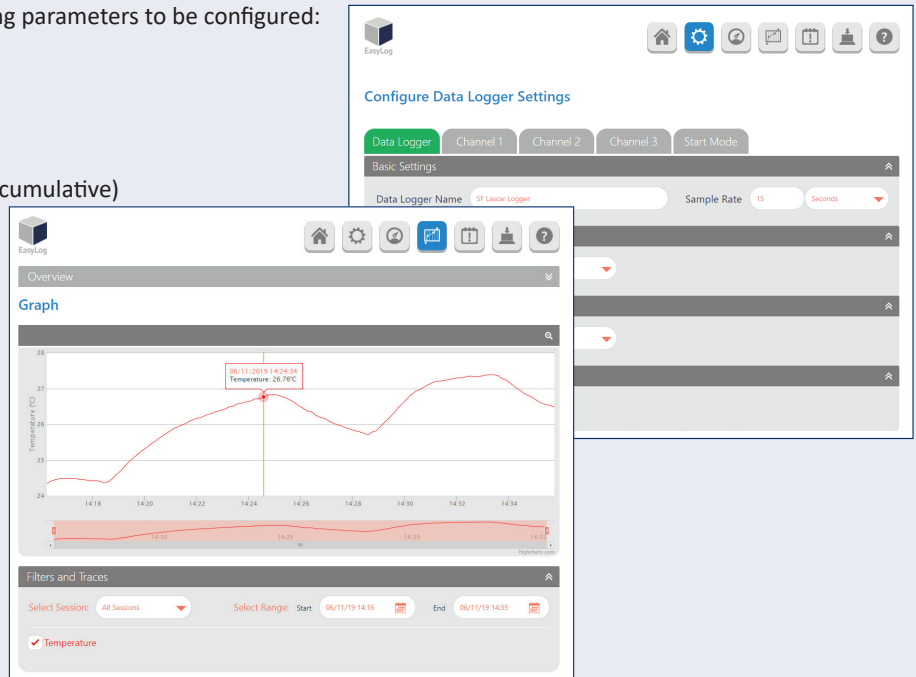 ng parameters to be configured:
cumulative)
EasyLog
Configure Data Logger Settings
Data Logger Channel 1 Channel 2 Channel 3 Start Mode
Basic Settings
Data Logger Name SF Lascar Logger Sample Rate 15 Seconds
EasyLog
Overview
Graph
06/11/2019 14:24:34
Temperature: 26.76°C
Temperature (°C)
28
27
26
25
24
14:18 14:20 14:22 14:24 14:26 14:28 14:30 14:32 14:34
14:20 14:25 14:30 14:35
Highcharts.com
Filters and Traces
Select Session: All Sessions Select Range: Start 06/11/19 14:16 End 06/11/19 14:35
Temperature